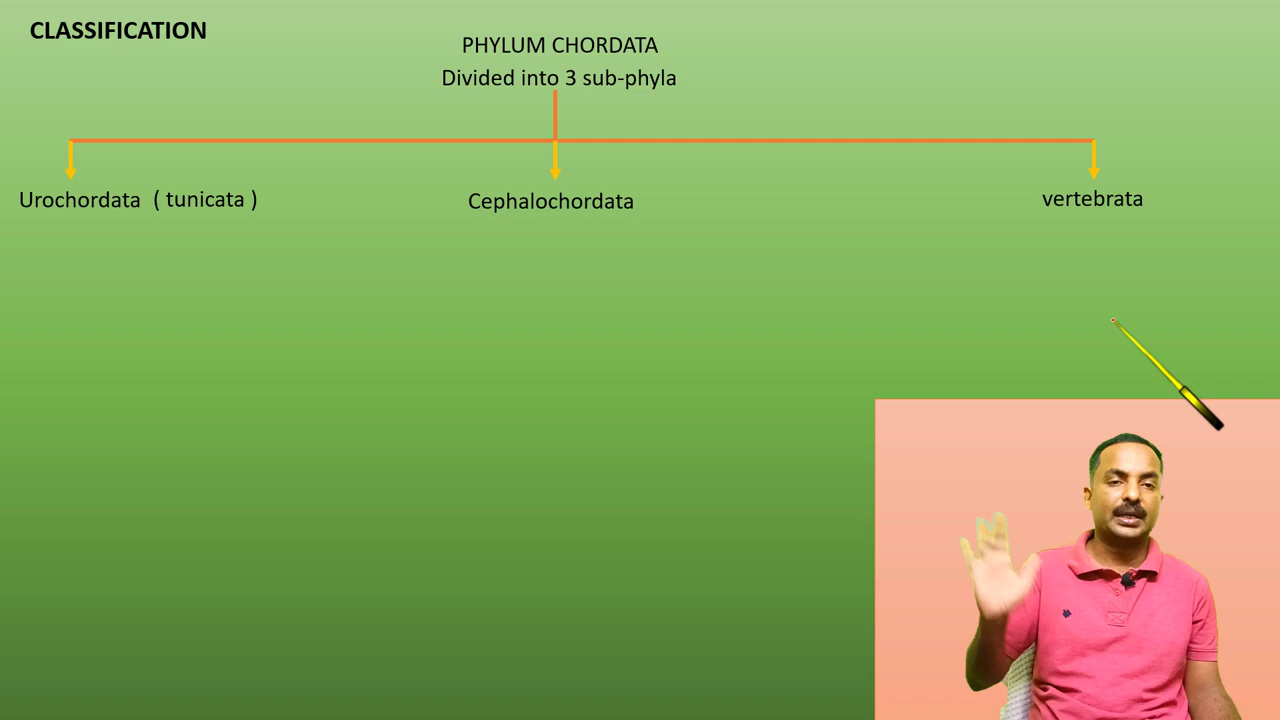 CLASSIFICATION
PHYLUM CHORDATA
Divided into 3 sub-phyla
Urochordata ( tunicata )
Cephalochordata
vertebrata